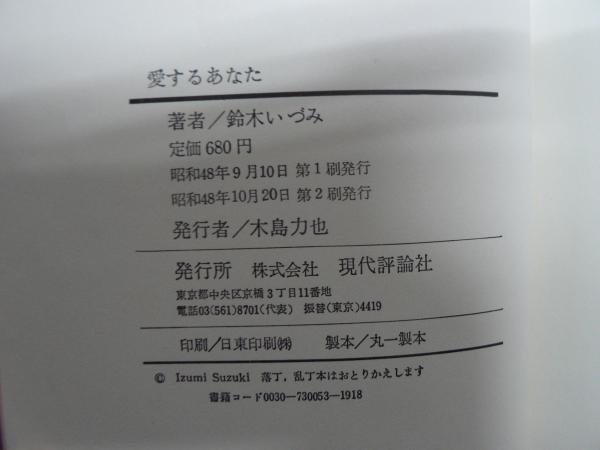 愛するあなた
著者/鈴木いづみ
定価680円
昭和48年9月10日 第1刷発行
昭和48年10月20日 第2刷発行
発行者/木島力也
発行所 株式会社 現代評論社
東京都中央区京橋3丁目11番地
電話03(561)8701(代表) 振替(東京)4419
印刷/日東印刷㈱ 製本/丸一製本
© Izumi Suzuki 落丁,乱丁本はおとりかえします
書籍コード0030-730053-1918